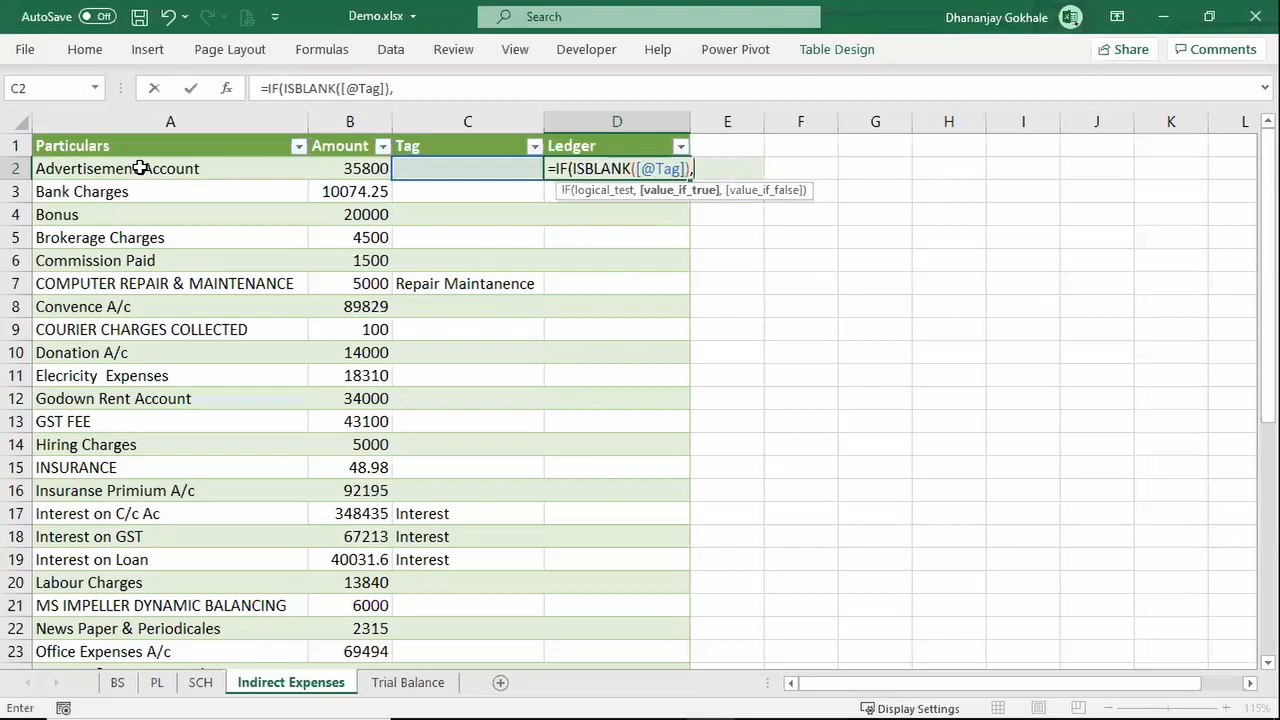 AutoSave Off Demo.xlsx Search Dhananjay Gokhale
File Home Insert Page Layout Formulas Data Review View Developer Help Power Pivot Table Design Share Comments
C2 fx =IF(ISBLANK([@Tag]),
A B C D E F G H I J K L
1 Particulars Amount Tag Ledger
2 Advertisement Account 35800 =IF(ISBLANK([@Tag]),
IF(logical_test, [value_if_true], [value_if_false])
3 Bank Charges 10074.25
4 Bonus 20000
5 Brokerage Charges 4500
6 Commission Paid 1500
7 COMPUTER REPAIR & MAINTENANCE 5000 Repair Maintanence
8 Convence A/c 89829
9 COURIER CHARGES COLLECTED 100
10 Donation A/c 14000
11 Elecricity  Expenses 18310
12 Godown Rent Account 34000
13 GST FEE 43100
14 Hiring Charges 5000
15 INSURANCE 48.98
16 Insuranse Primium A/c 92195
17 Interest on C/c Ac 348435 Interest
18 Interest on GST 67213 Interest
19 Interest on Loan 40031.6 Interest
20 Labour Charges 13840
21 MS IMPELLER DYNAMIC BALANCING 6000
22 News Paper & Periodicales 2315
23 Office Expenses A/c 69494
BS PL SCH Indirect Expenses Trial Balance
Enter Display Settings 115%